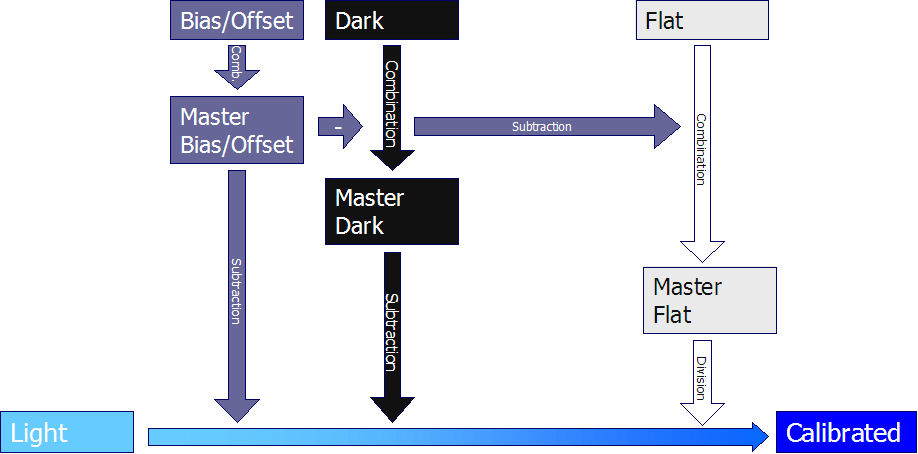 Bias/Offset
Dark
Flat
Comb.
Combination
Master
Bias/Offset
-
Subtraction
Combination
Master
Dark
Subtraction
Subtraction
Master
Flat
Division
Light
Calibrated